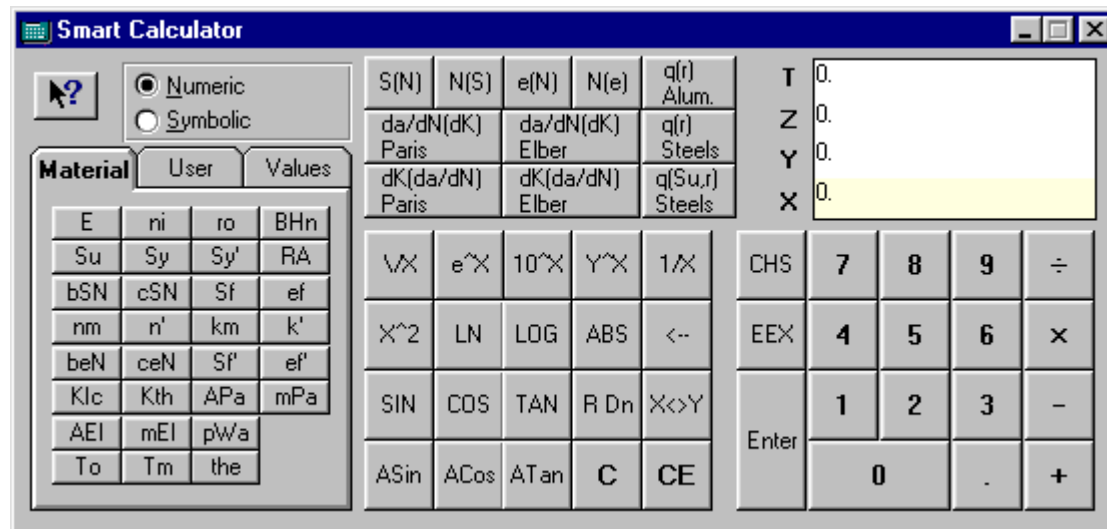 Smart Calculator
?
Numeric
Symbolic
Material User Values
E ni ro BHn
Su Sy Sy' RA
bSN cSN Sf ef
nm n' km k'
beN ceN Sf' ef'
KIc Kth APa mPa
AEl mEl pWa
To Tm the
S(N) N(S) e(N) N(e) q(r) Alum.
da/dN(dK) Paris da/dN(dK) Elber q(r) Steels
dK(da/dN) Paris dK(da/dN) Elber q(Su,r) Steels
T 0.
Z 0.
Y 0.
X 0.
\/X e^X 10^X Y^X 1/X
X^2 LN LOG ABS <--
SIN COS TAN R Dn X<>Y
ASin ACos ATan C CE
CHS 7 8 9 ÷
EEX 4 5 6 ×
Enter 1 2 3 −
0 . +